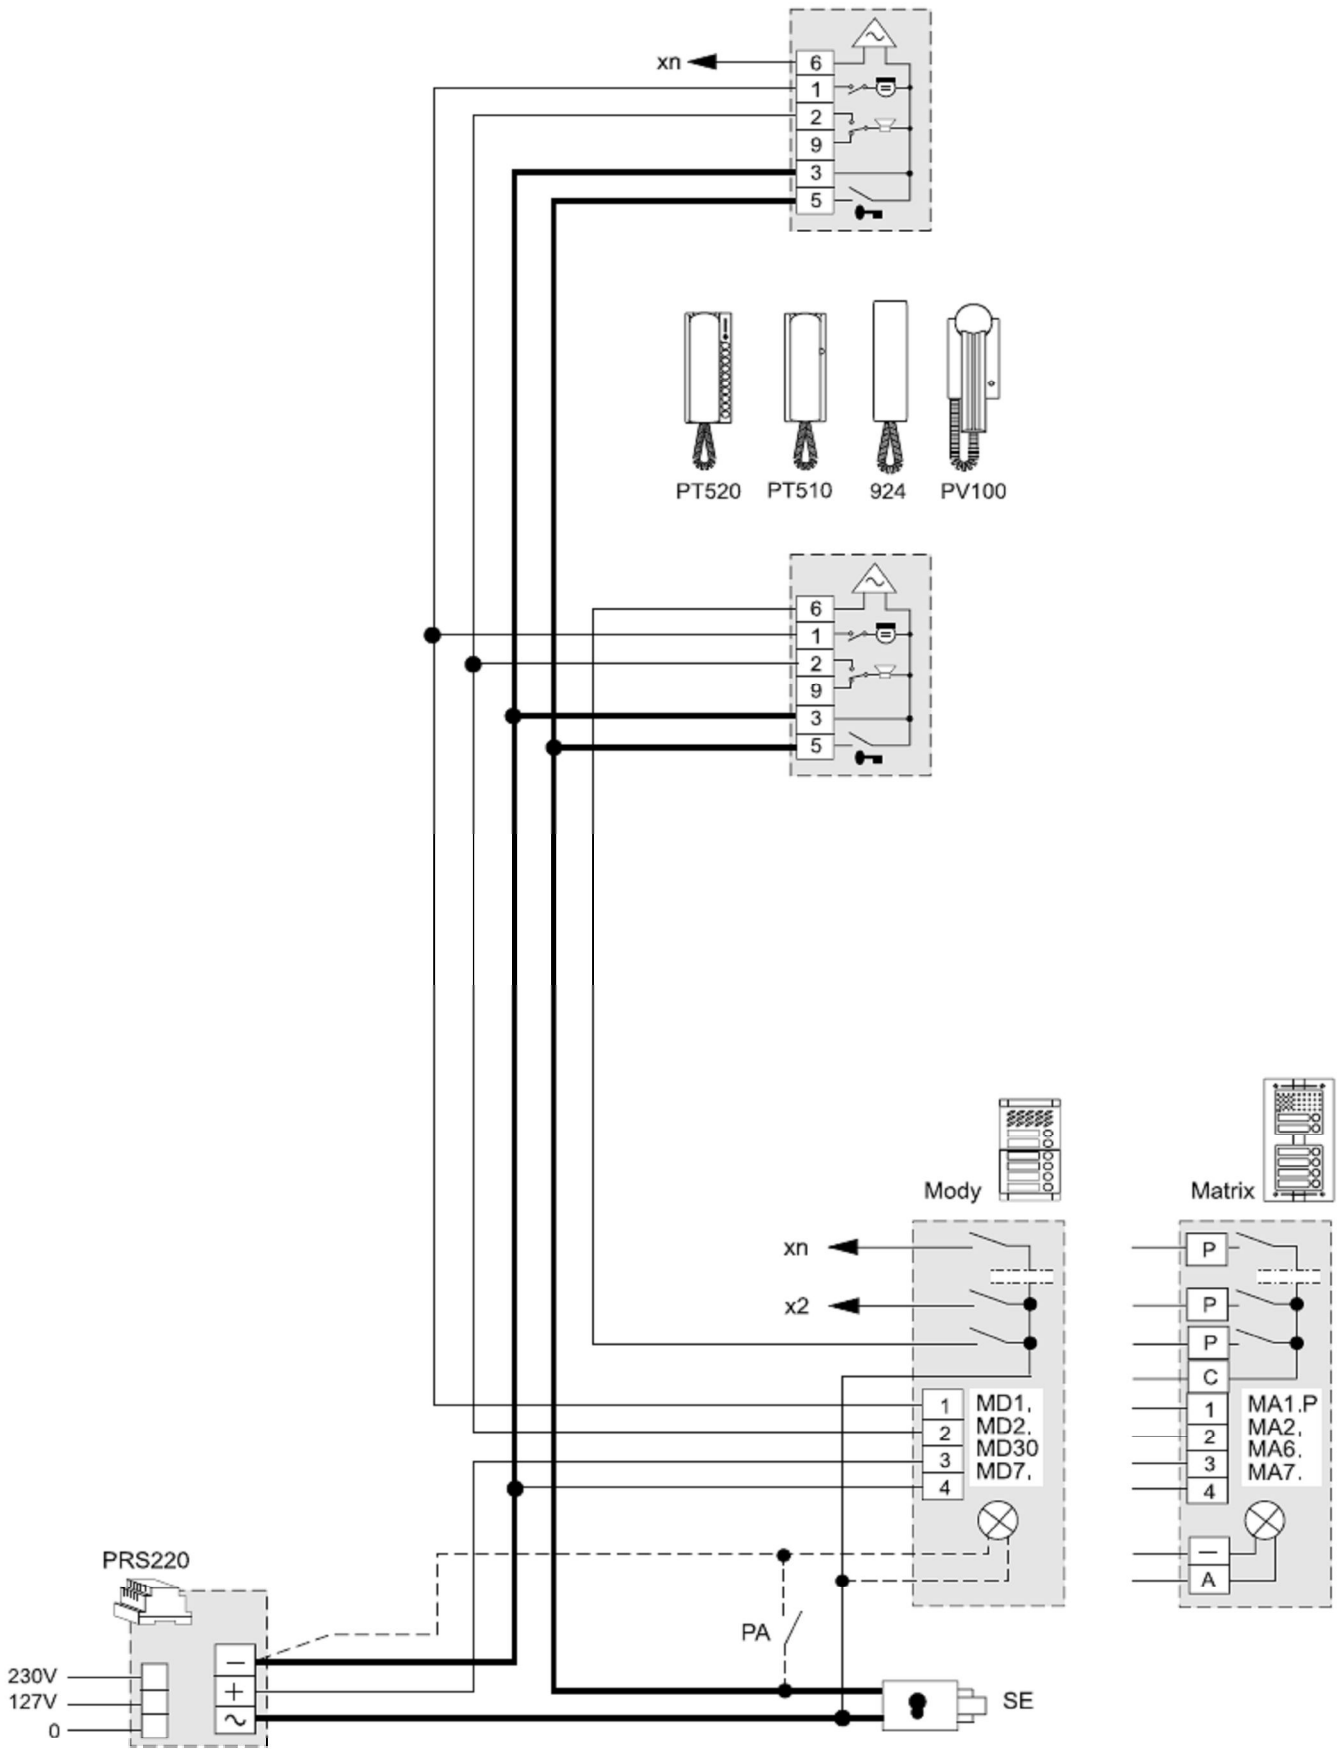 xn
6
1
2
9
3
5
PT520 PT510 924 PV100
6
1
2
9
3
5
Mody Matrix
xn
x2
P
P
P
C
1
2
3
4
MD1.
MD2.
MD30
MD7.
1
2
3
4
MA1.P
MA2.
MA6.
MA7.
—
A
PRS220
PA
230V
127V
0
—
+
~
SE